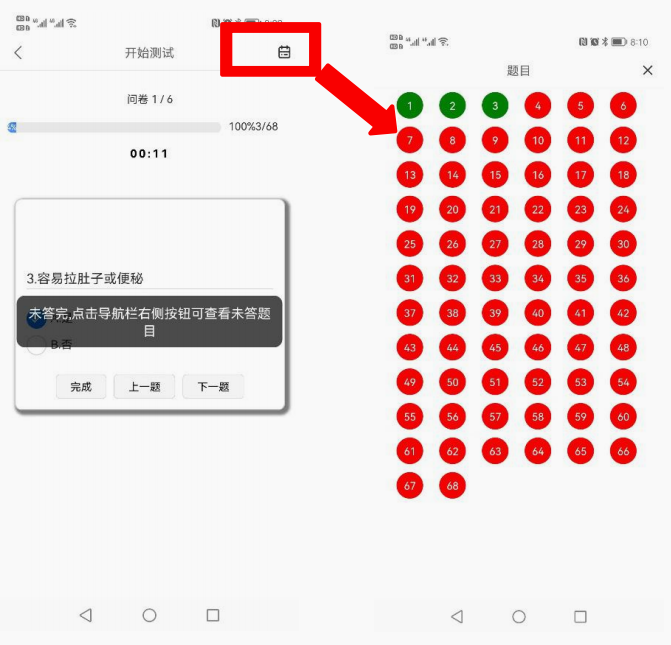 开始测试
问卷 1 / 6
100%3/68
00:11
3.容易拉肚子或便秘
未答完,点击导航栏右侧按钮可查看未答题
目
B.否
完成 上一题 下一题
8:10
题目
1 2 3 4 5 6
7 8 9 10 11 12
13 14 15 16 17 18
19 20 21 22 23 24
25 26 27 28 29 30
31 32 33 34 35 36
37 38 39 40 41 42
43 44 45 46 47 48
49 50 51 52 53 54
55 56 57 58 59 60
61 62 63 64 65 66
67 68